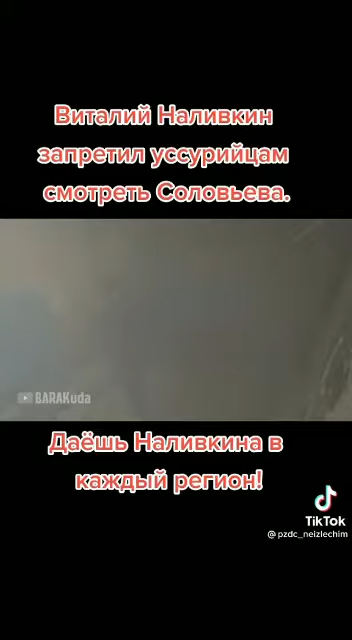 Виталий Наливкин
запретил уссурийцам
смотреть Соловьева.
BARAKuda
Даёшь Наливкина в
каждый регион!
TikTok
@pzdc_neizlechim